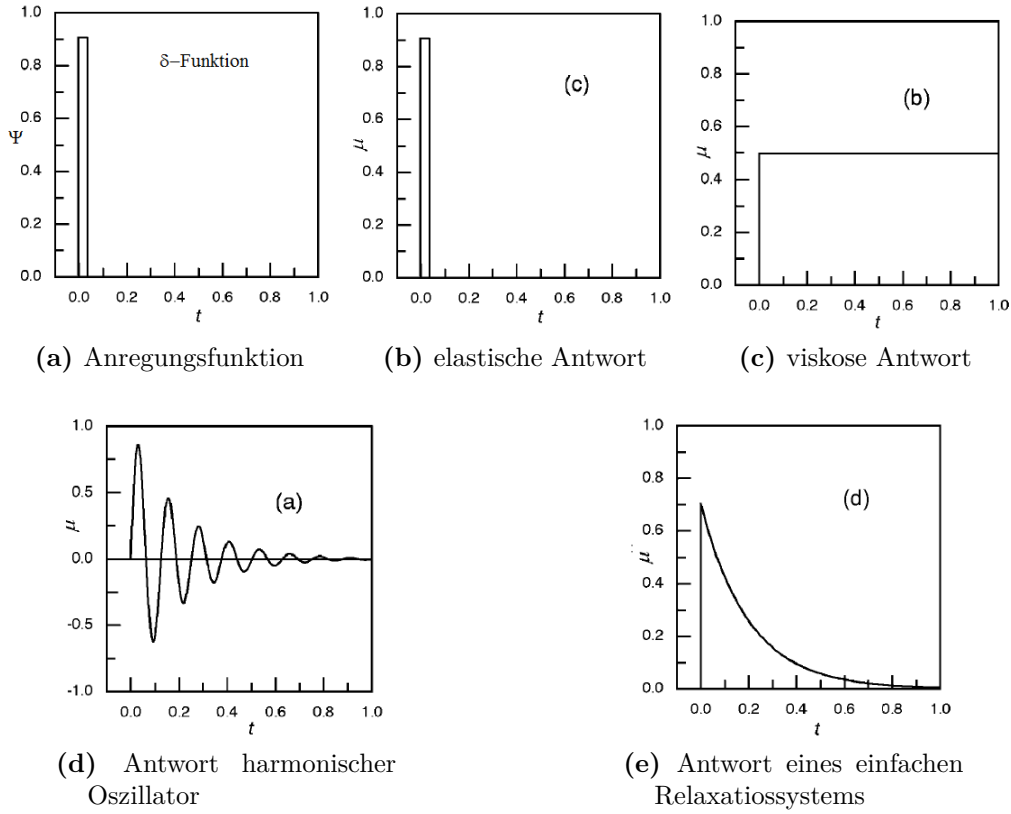 1.0
0.8
0.6
0.4
0.2
0.0
Ψ
δ–Funktion
0.0 0.2 0.4 0.6 0.8 1.0
t
(a) Anregungsfunktion
1.0
0.8
0.6
0.4
0.2
0.0
μ
(c)
0.0 0.2 0.4 0.6 0.8 1.0
t
(b) elastische Antwort
1.0
0.8
0.6
0.4
0.2
0.0
μ
(b)
0.0 0.2 0.4 0.6 0.8 1.0
t
(c) viskose Antwort
1.0
0.5
0.0
-0.5
-1.0
μ
(a)
0.0 0.2 0.4 0.6 0.8 1.0
t
(d) Antwort harmonischer
Oszillator
1.0
0.8
0.6
0.4
0.2
0.0
μ
(d)
0.0 0.2 0.4 0.6 0.8 1.0
t
(e) Antwort eines einfachen
Relaxatiossystems